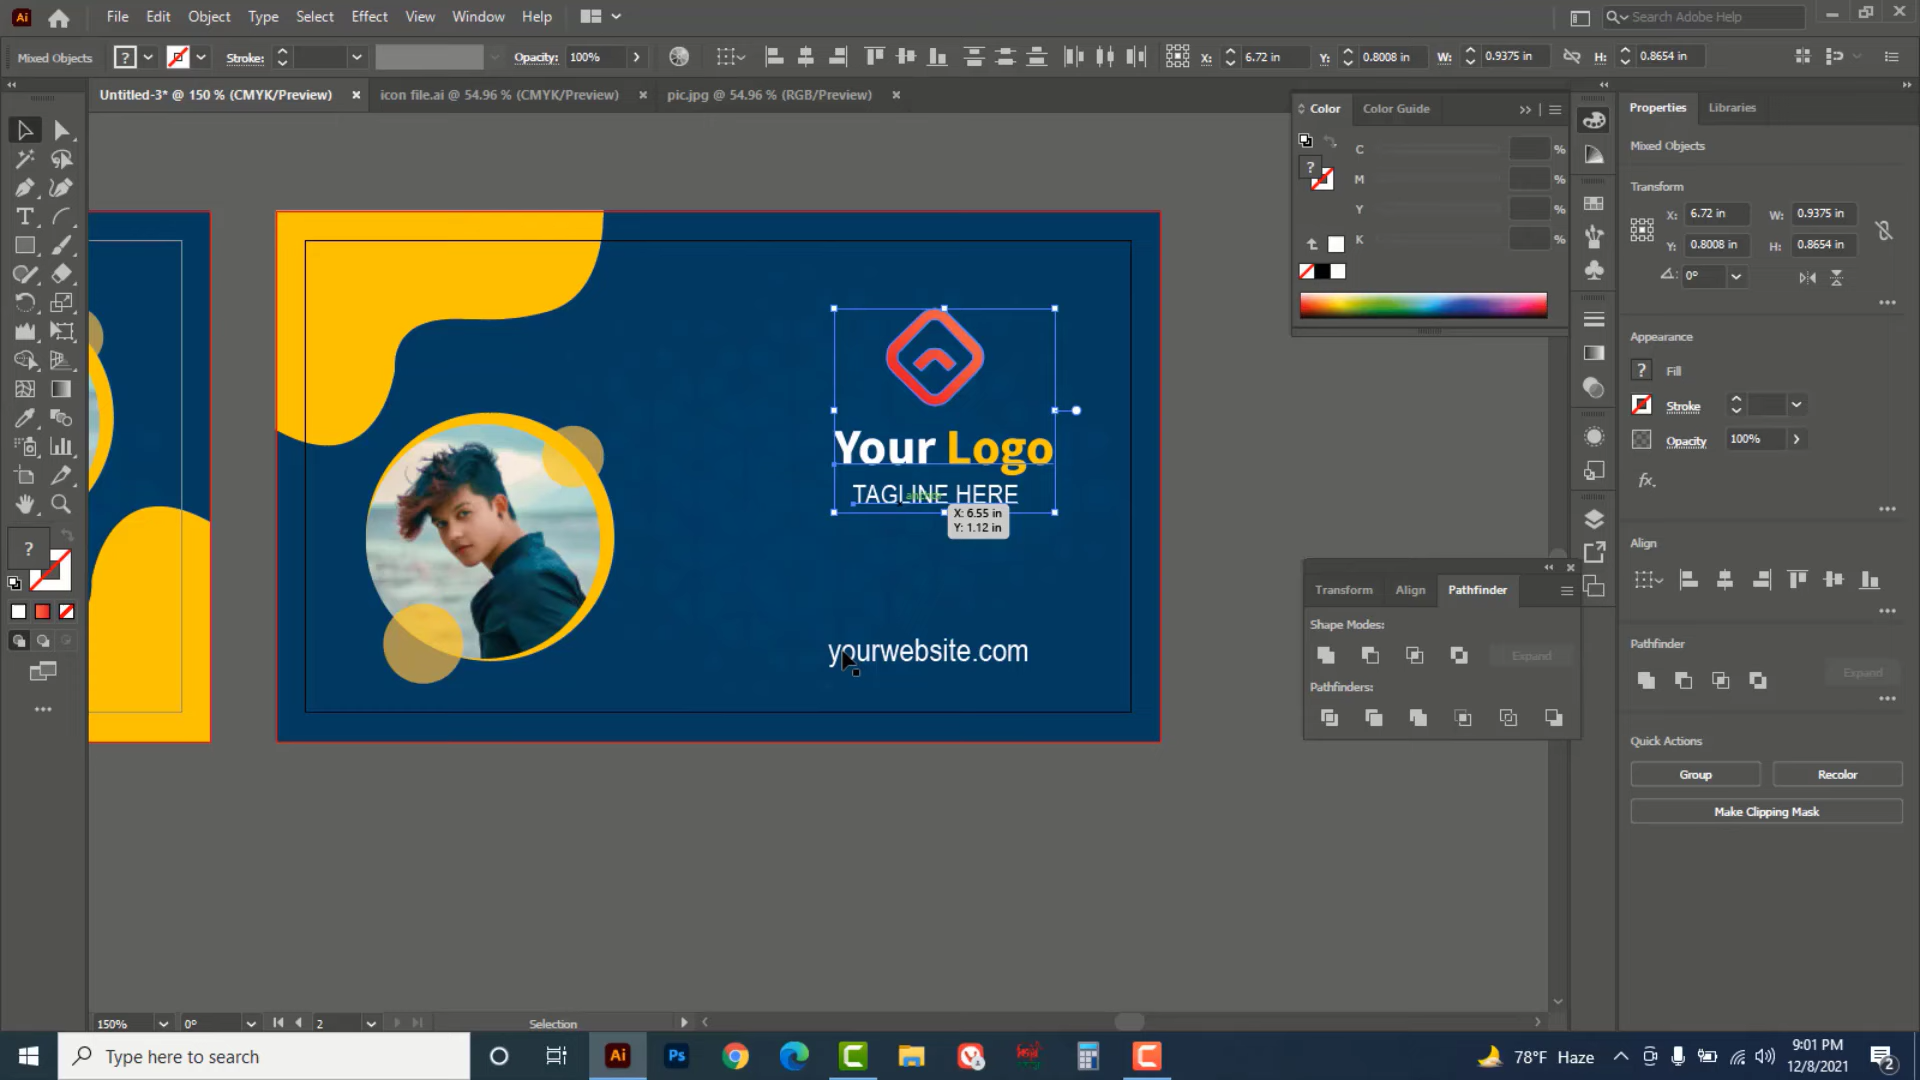 Ai File Edit Object Type Select Effect View Window Help Search Adobe Help
Mixed Objects ? Stroke: Opacity: 100% X: 6.72 in Y: 0.8008 in W: 0.9375 in H: 0.8654 in
Untitled-3* @ 150 % (CMYK/Preview) icon file.ai @ 54.96 % (CMYK/Preview) pic.jpg @ 54.96 % (RGB/Preview)
Color Color Guide
C %
M %
Y %
K %
Properties Libraries
Mixed Objects
Transform
X: 6.72 in W: 0.9375 in
Y: 0.8008 in H: 0.8654 in
0°
Appearance
? Fill
Stroke
Opacity 100%
fx.
Align
Pathfinder
Expand
Quick Actions
Group Recolor
Make Clipping Mask
Your Logo
TAGLINE HERE
X: 6.55 in
Y: 1.12 in
yourwebsite.com
Transform Align Pathfinder
Shape Modes:
Expand
Pathfinders:
150% 0° 2 Selection
Type here to search
Ai Ps
78°F Haze
9:01 PM
12/8/2021
2